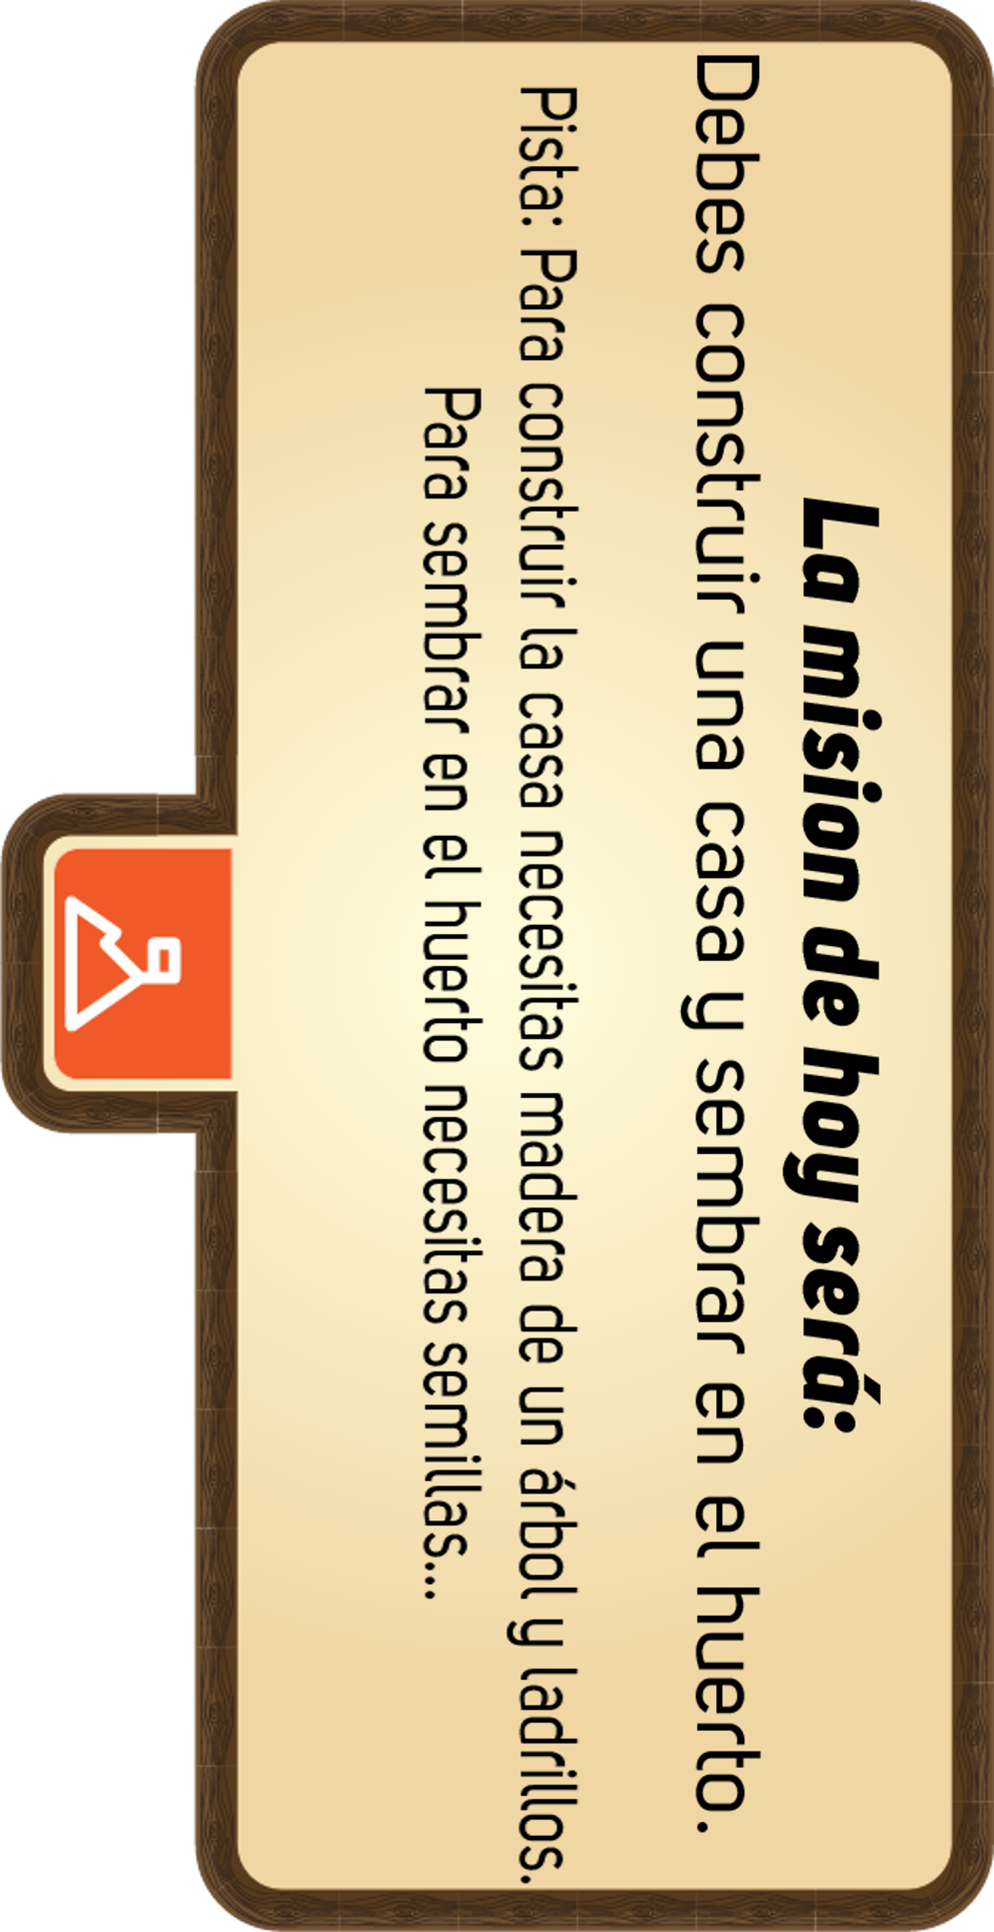 La mision de hoy será:
Debes construir una casa y sembrar en el huerto.
Pista: Para construir la casa necesitas madera de un árbol y ladrillos.
Para sembrar en el huerto necesitas semillas...